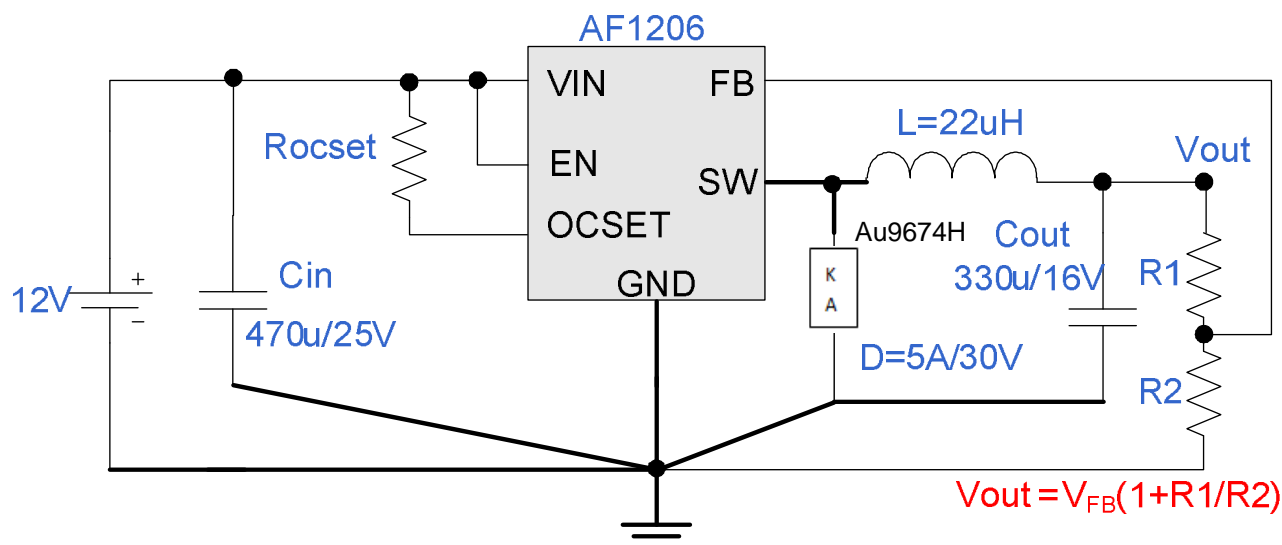 AF1206
VIN
FB
L=22uH
Rocset
Vout
EN
SW
OCSET
Au9674H
Cout
K
A
Cin
GND
330u/16V
R1
+
12V
−
470u/25V
D=5A/30V
R2
Vout=VFB(1+R1/R2)